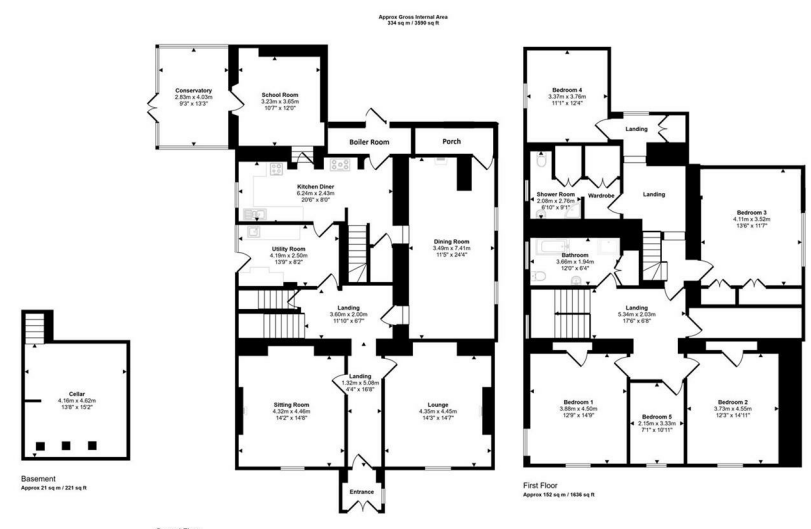 Approx Gross Internal Area
334 sq m / 3590 sq ft
Conservatory
2.83m x 4.03m
9'3" x 13'3"
School Room
3.23m x 3.65m
10'7" x 12'0"
Boiler Room
Porch
Kitchen Diner
6.24m x 2.43m
20'6" x 8'0"
Utility Room
4.19m x 2.50m
13'9" x 8'2"
Dining Room
3.49m x 7.41m
11'5" x 24'4"
Landing
3.60m x 2.00m
11'10" x 6'7"
Landing
1.32m x 5.08m
4'4" x 16'8"
Sitting Room
4.32m x 4.46m
14'2" x 14'8"
Lounge
4.35m x 4.45m
14'3" x 14'7"
Entrance
Cellar
4.16m x 4.62m
13'8" x 15'2"
Basement
Approx 21 sq m / 221 sq ft
Bedroom 4
3.37m x 3.76m
11'1" x 12'4"
Landing
Shower Room
2.08m x 2.76m
6'10" x 9'1"
Wardrobe
Landing
Bedroom 3
4.11m x 3.52m
13'6" x 11'7"
Bathroom
3.66m x 1.94m
12'0" x 6'4"
Landing
5.34m x 2.03m
17'6" x 6'8"
Bedroom 1
3.88m x 4.50m
12'9" x 14'9"
Bedroom 5
2.15m x 3.33m
7'1" x 10'11"
Bedroom 2
3.73m x 4.55m
12'3" x 14'11"
First Floor
Approx 152 sq m / 1636 sq ft